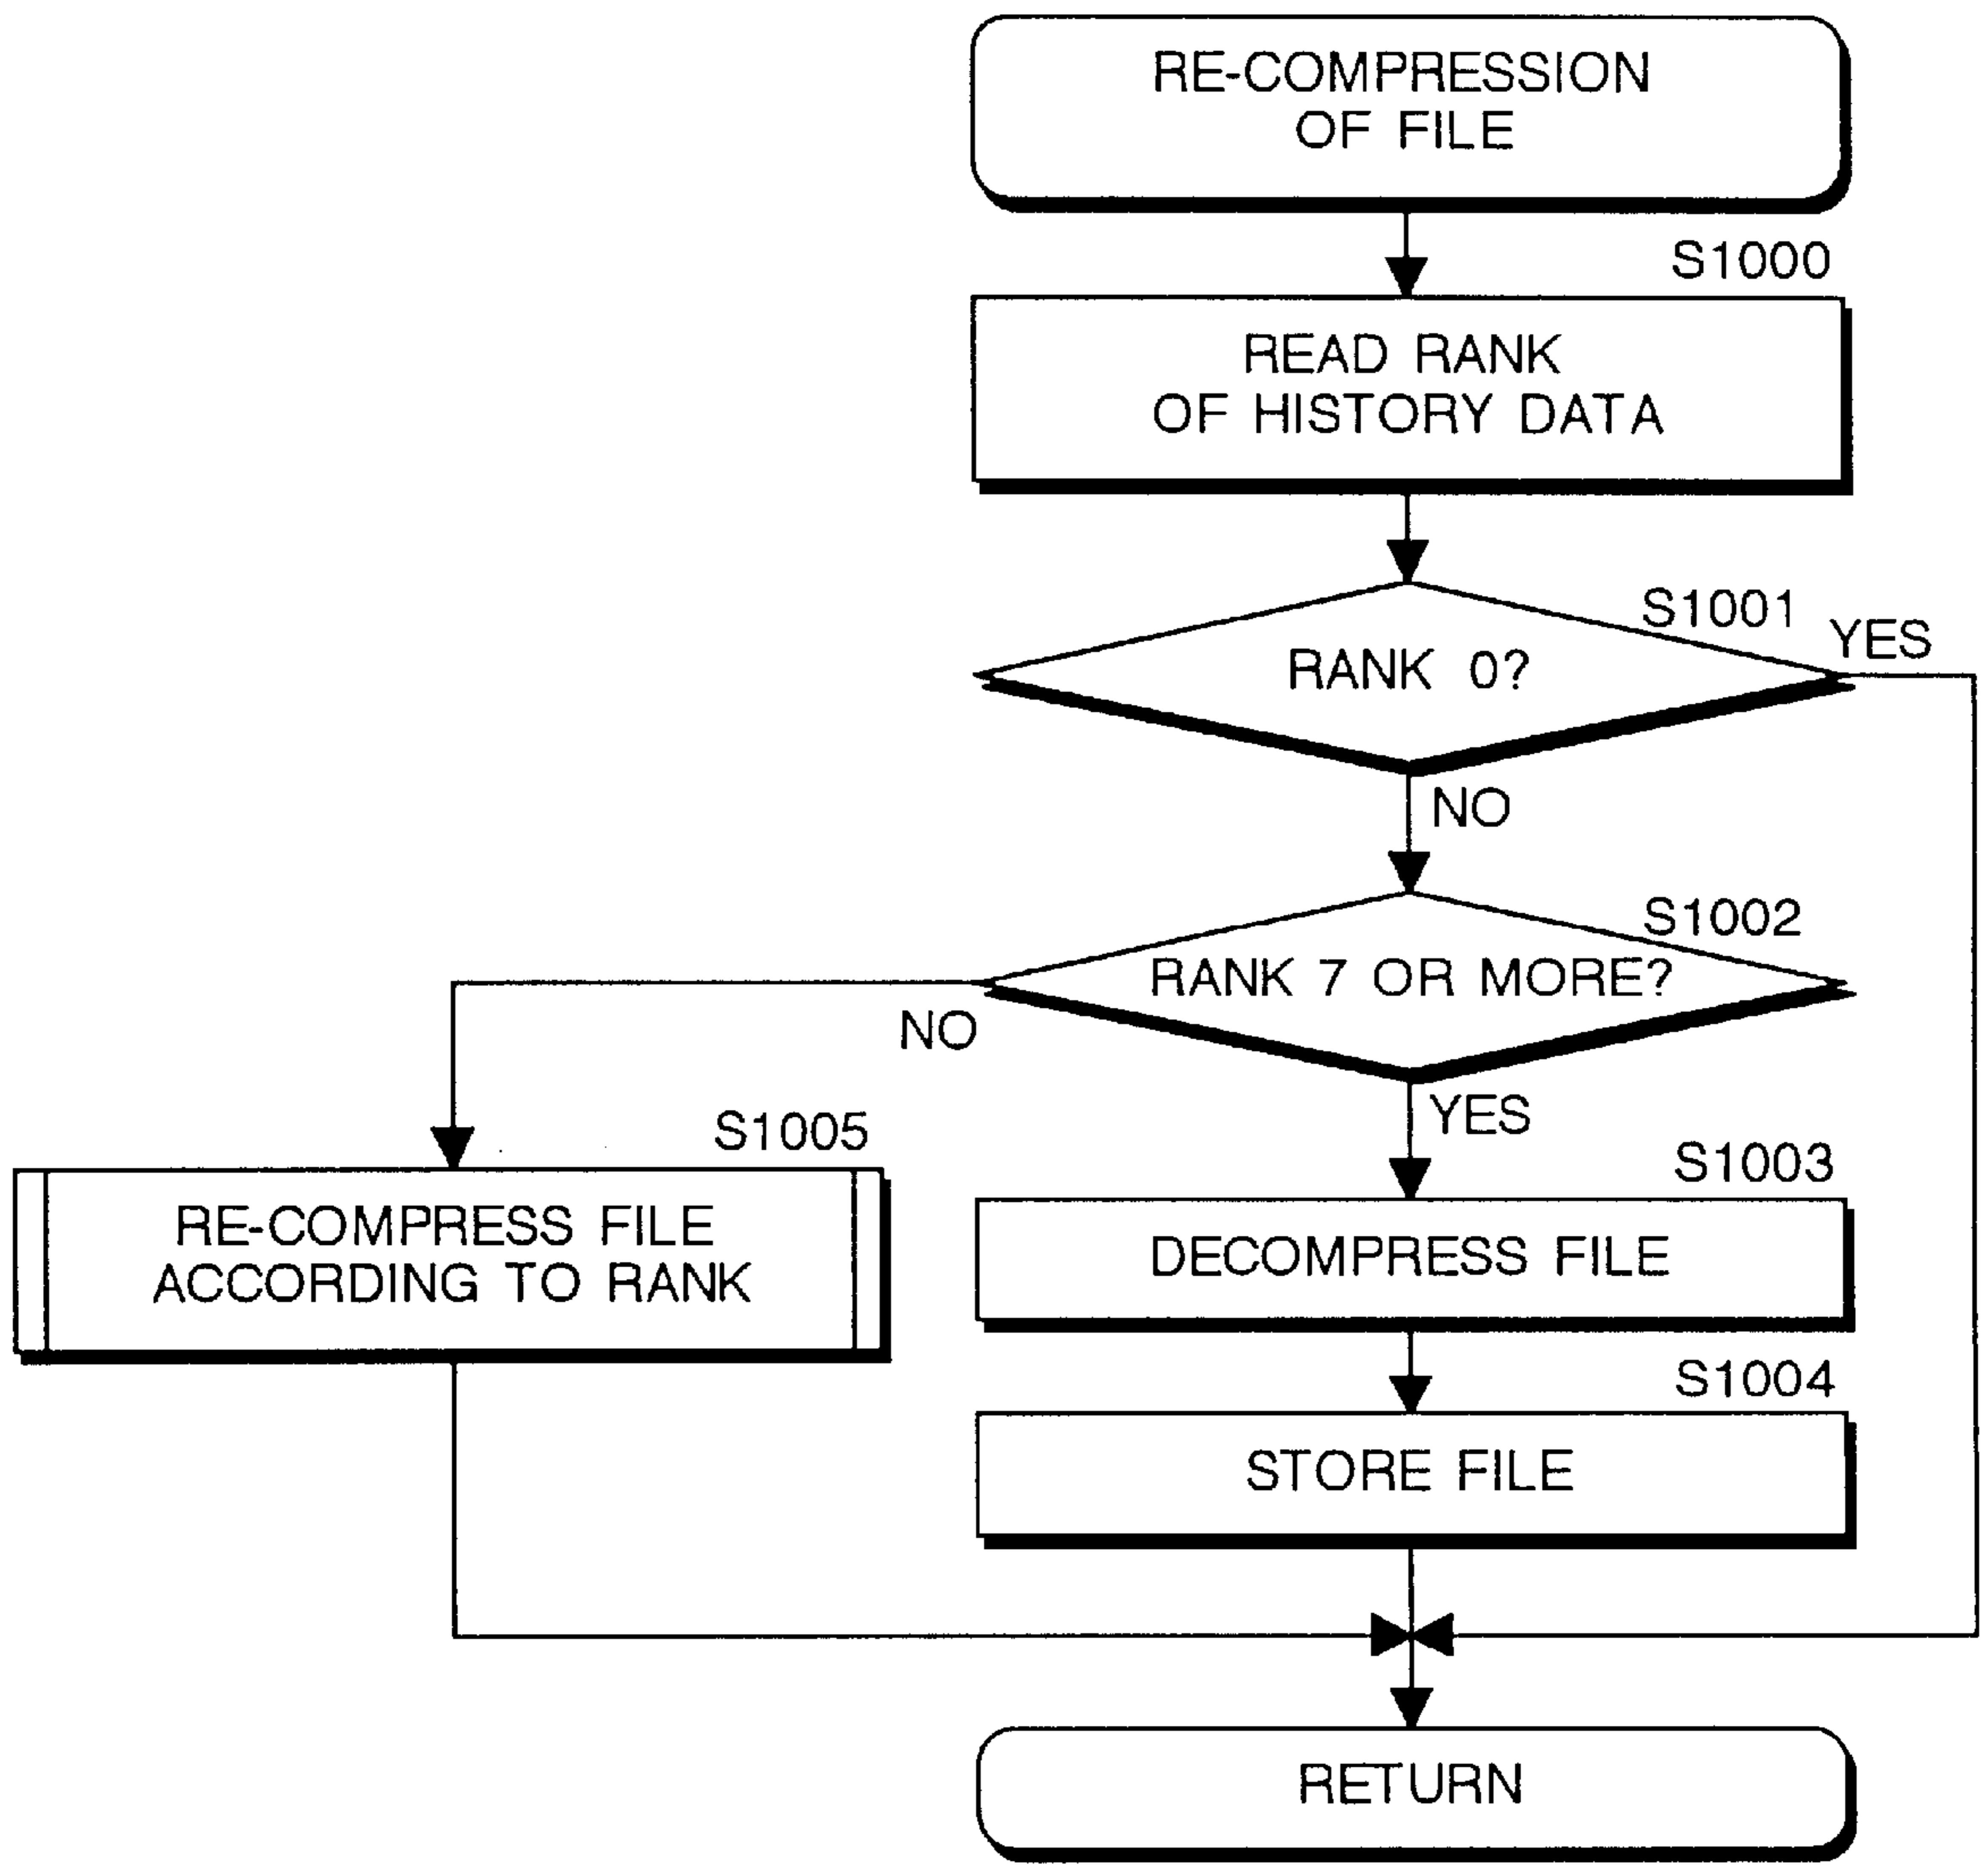 RE-COMPRESSION
OF FILE
S1000
READ RANK
OF HISTORY DATA
S1001
YES
RANK 0?
NO
S1002
RANK 7 OR MORE?
NO
YES
S1005
S1003
RE-COMPRESS FILE
ACCORDING TO RANK
DECOMPRESS FILE
S1004
STORE FILE
RETURN